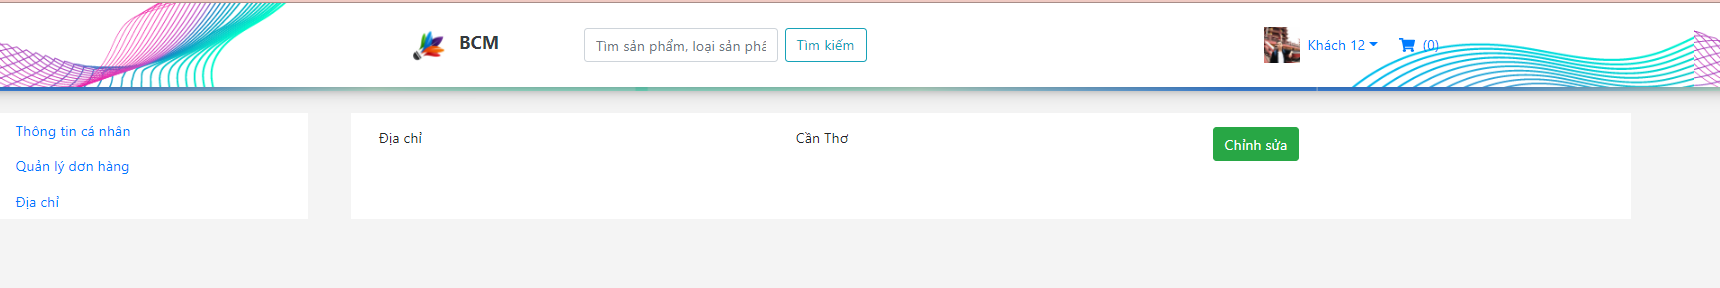 BCM
Tìm sản phẩm, loại sản phẩ
Tìm kiếm
Khách 12
(0)
Thông tin cá nhân
Quản lý dơn hàng
Địa chỉ
Địa chỉ
Cần Thơ
Chỉnh sửa